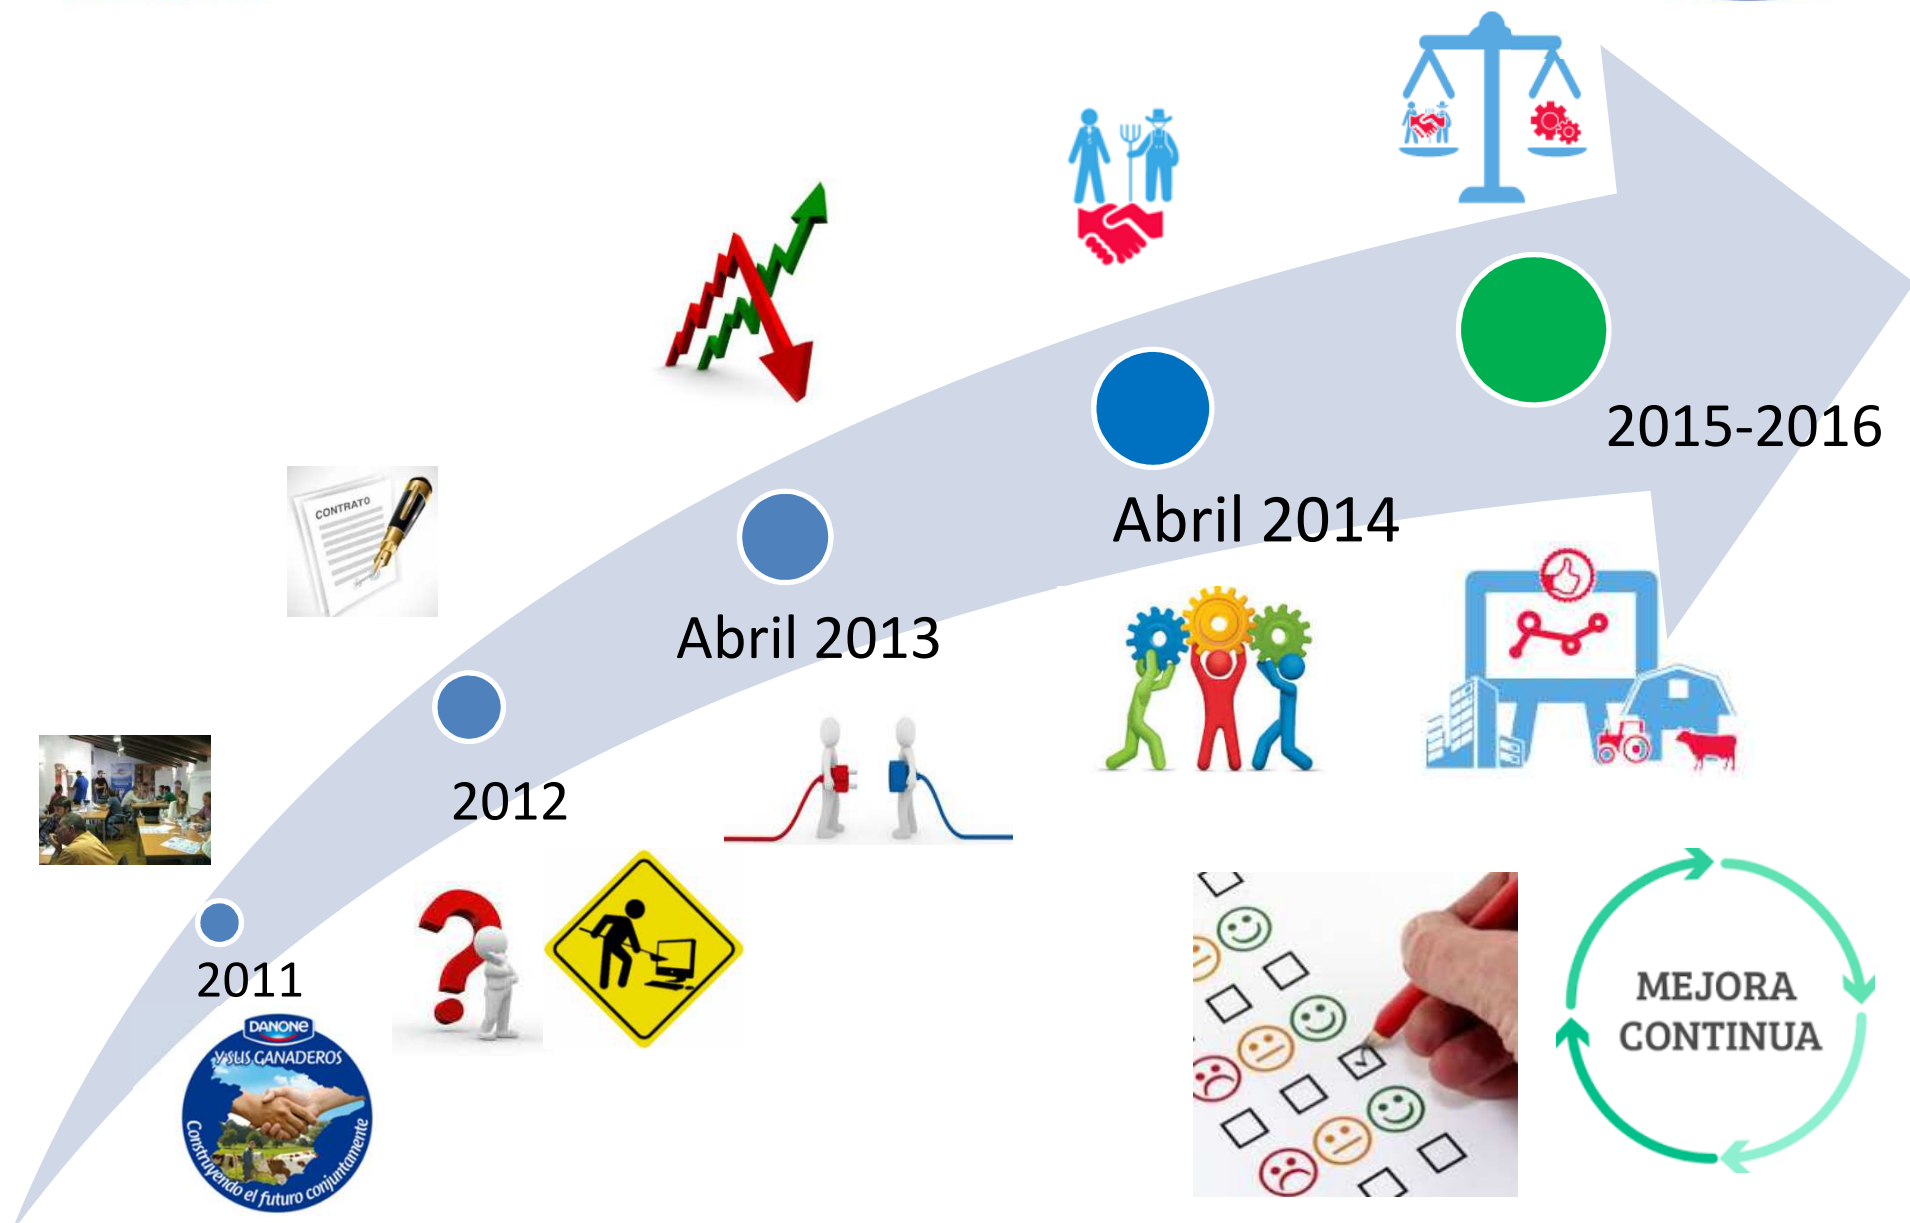 2015-2016
Abril 2014
CONTRATO
Abril 2013
2012
2011
DANONE
Y SUS GANADEROS
Construyendo el futuro conjuntamente
MEJORA
CONTINUA